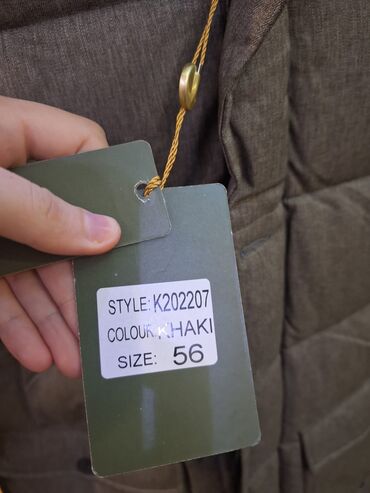 STYLE: K202207
COLOUR: KHAKI
SIZE: 56